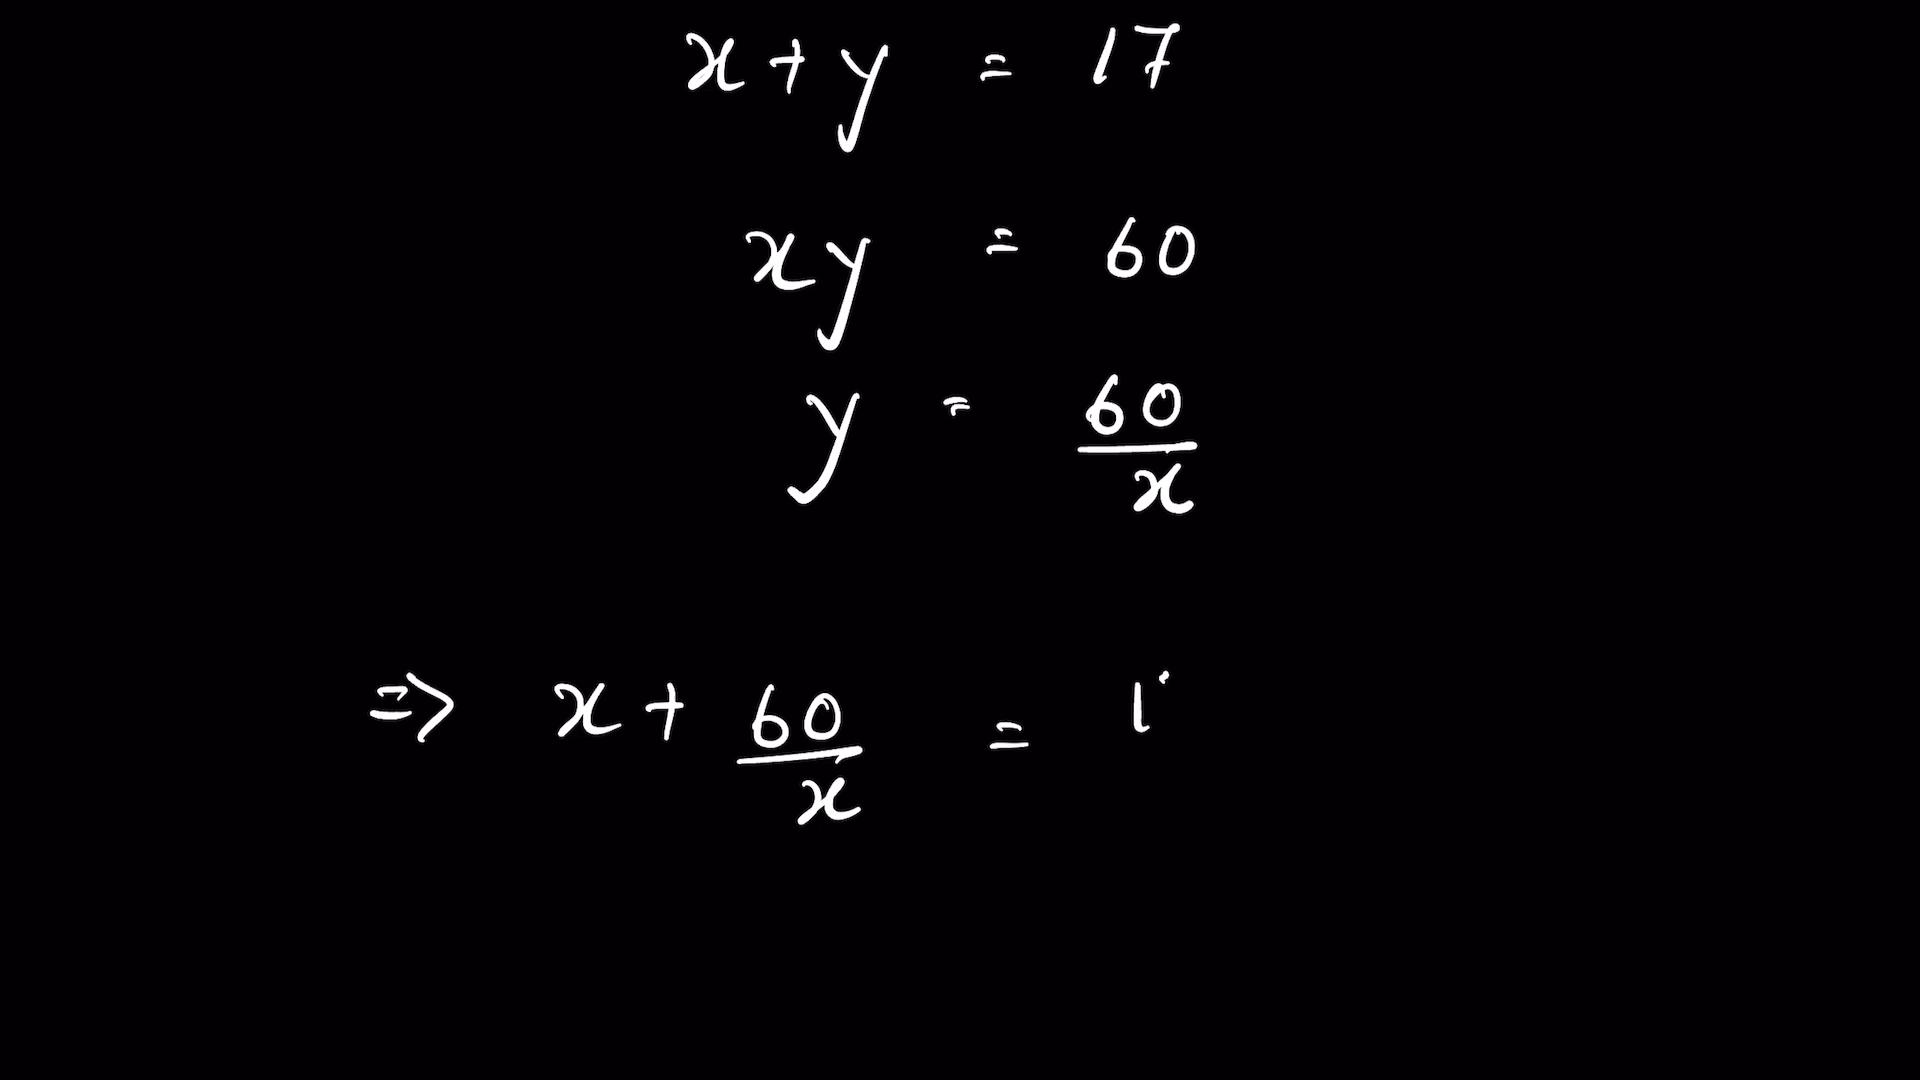 x + y = 17
xy = 60
y = 60/x
⇒ x + 60/x = 1